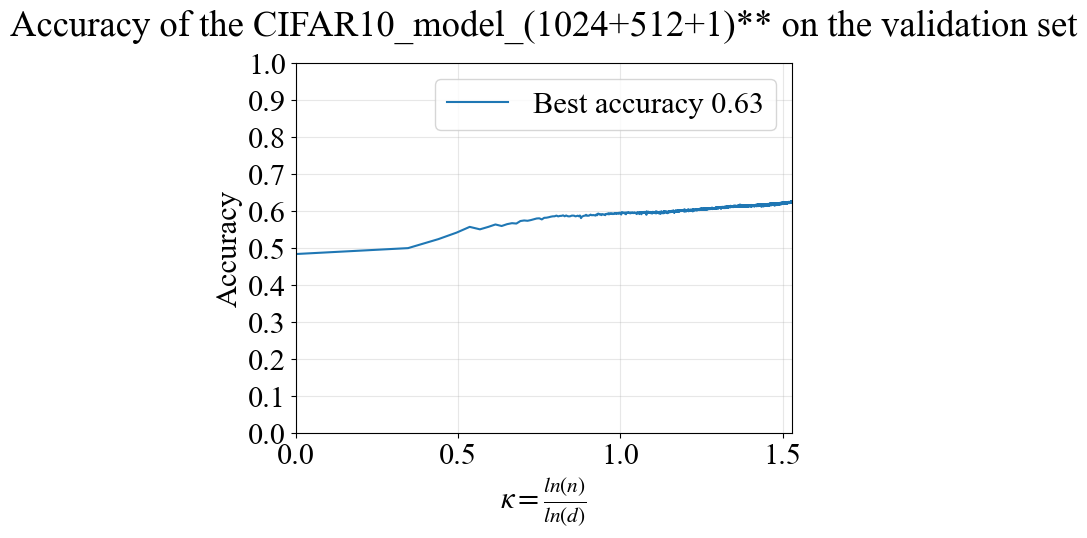 Accuracy of the CIFAR10_model_(1024+512+1)** on the validation set
Best accuracy 0.63
Accuracy
1.0
0.9
0.8
0.7
0.6
0.5
0.4
0.3
0.2
0.1
0.0
0.0 0.5 1.0 1.5
κ = ln(n) / ln(d)